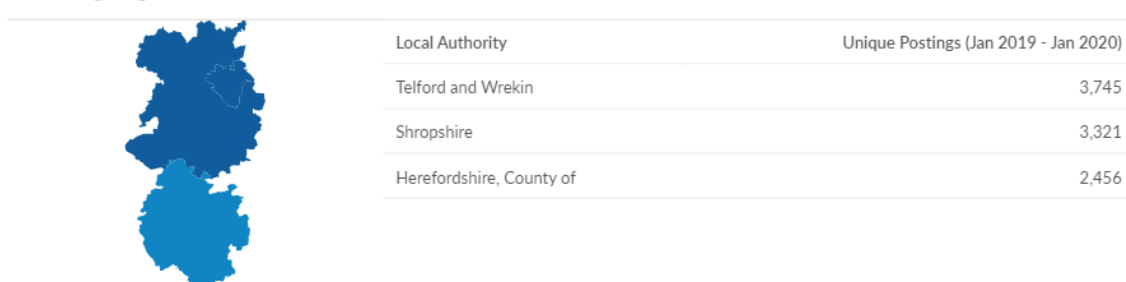 Local Authority Unique Postings (Jan 2019 - Jan 2020)
Telford and Wrekin 3,745
Shropshire 3,321
Herefordshire, County of 2,456